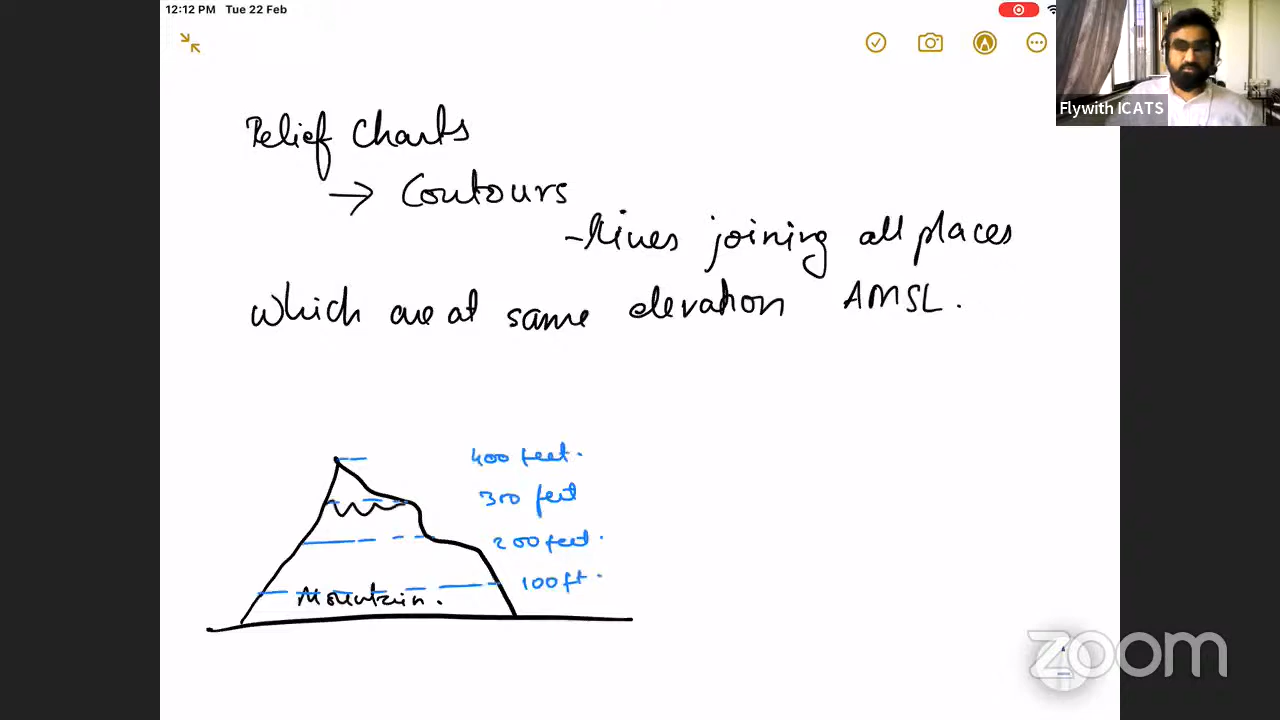 12:12 PM Tue 22 Feb
Flywith ICATS
Relief Charts
→ Contours
- lines joining all places
which are at same elevation AMSL.
400 feet.
300 feet
200 feet.
100 ft.
Mountain.
zoom